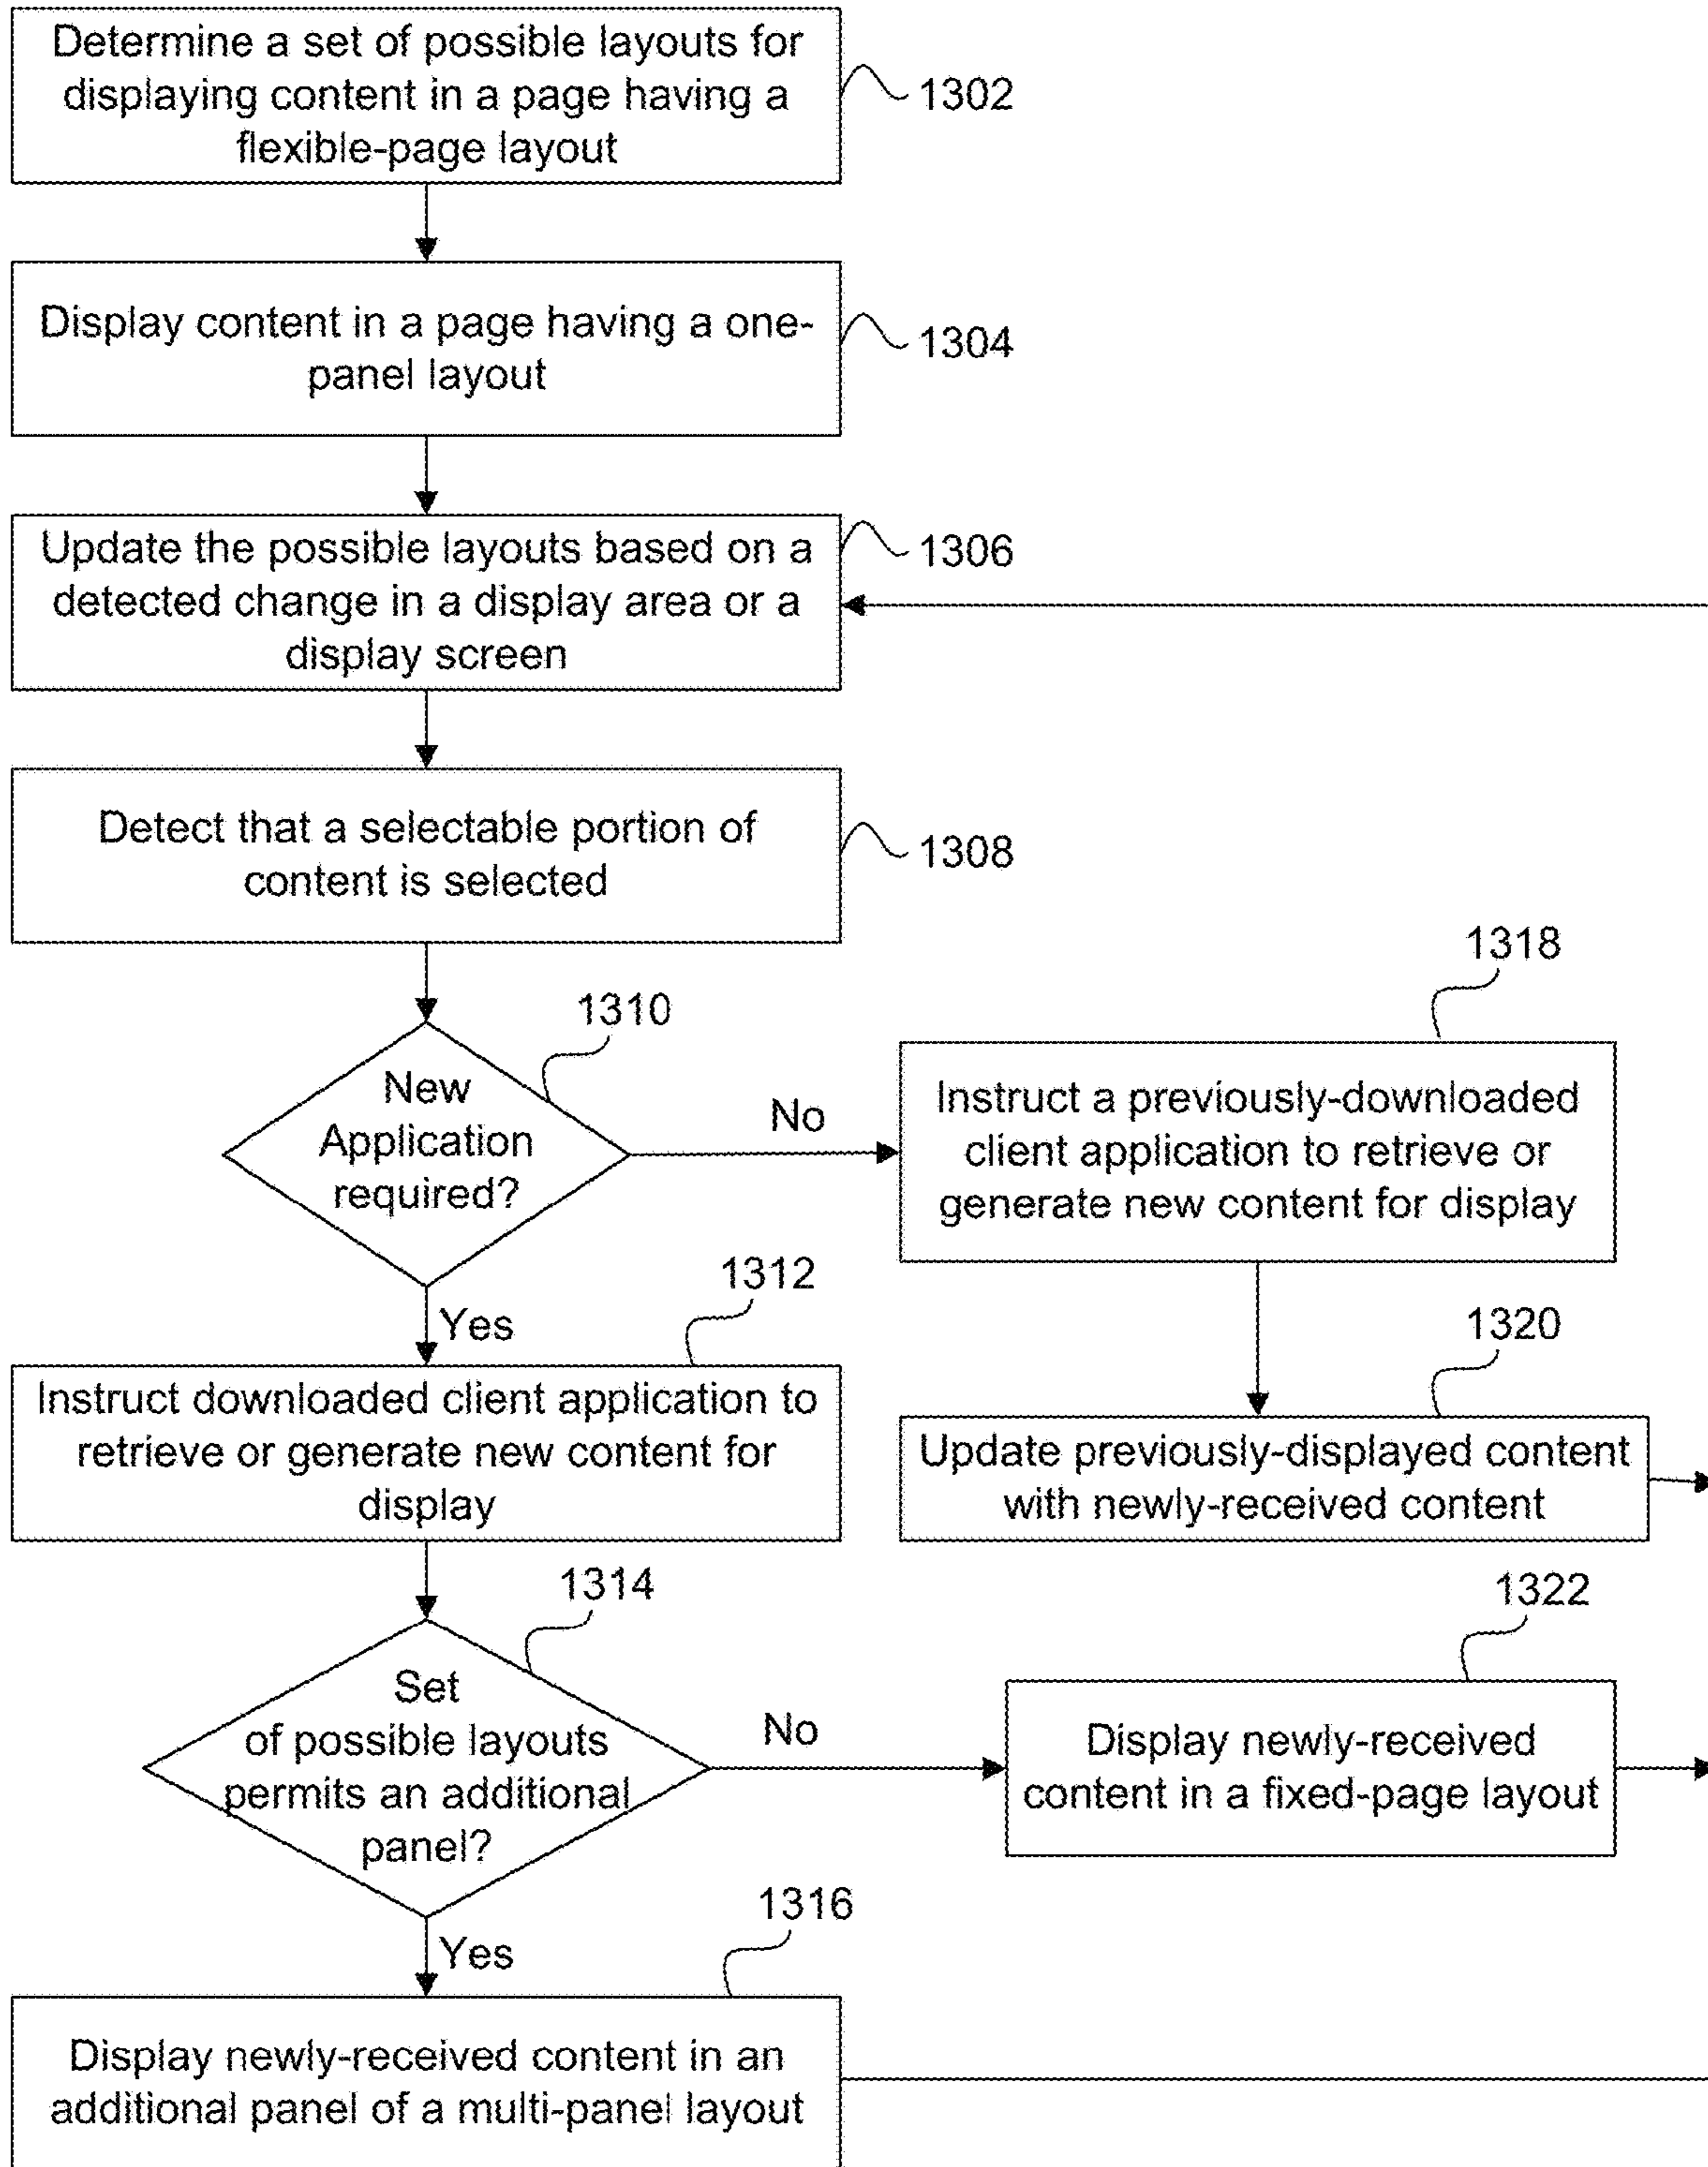 Determine a set of possible layouts for
displaying content in a page having a
flexible-page layout
1302
Display content in a page having a one-
panel layout
1304
Update the possible layouts based on a
detected change in a display area or a
display screen
1306
Detect that a selectable portion of
content is selected
1308
1310
New
Application
required?
No
Yes
1318
Instruct a previously-downloaded
client application to retrieve or
generate new content for display
1312
Instruct downloaded client application to
retrieve or generate new content for
display
1320
Update previously-displayed content
with newly-received content
1314
Set
of possible layouts
permits an additional
panel?
No
Yes
1322
Display newly-received
content in a fixed-page layout
1316
Display newly-received content in an
additional panel of a multi-panel layout